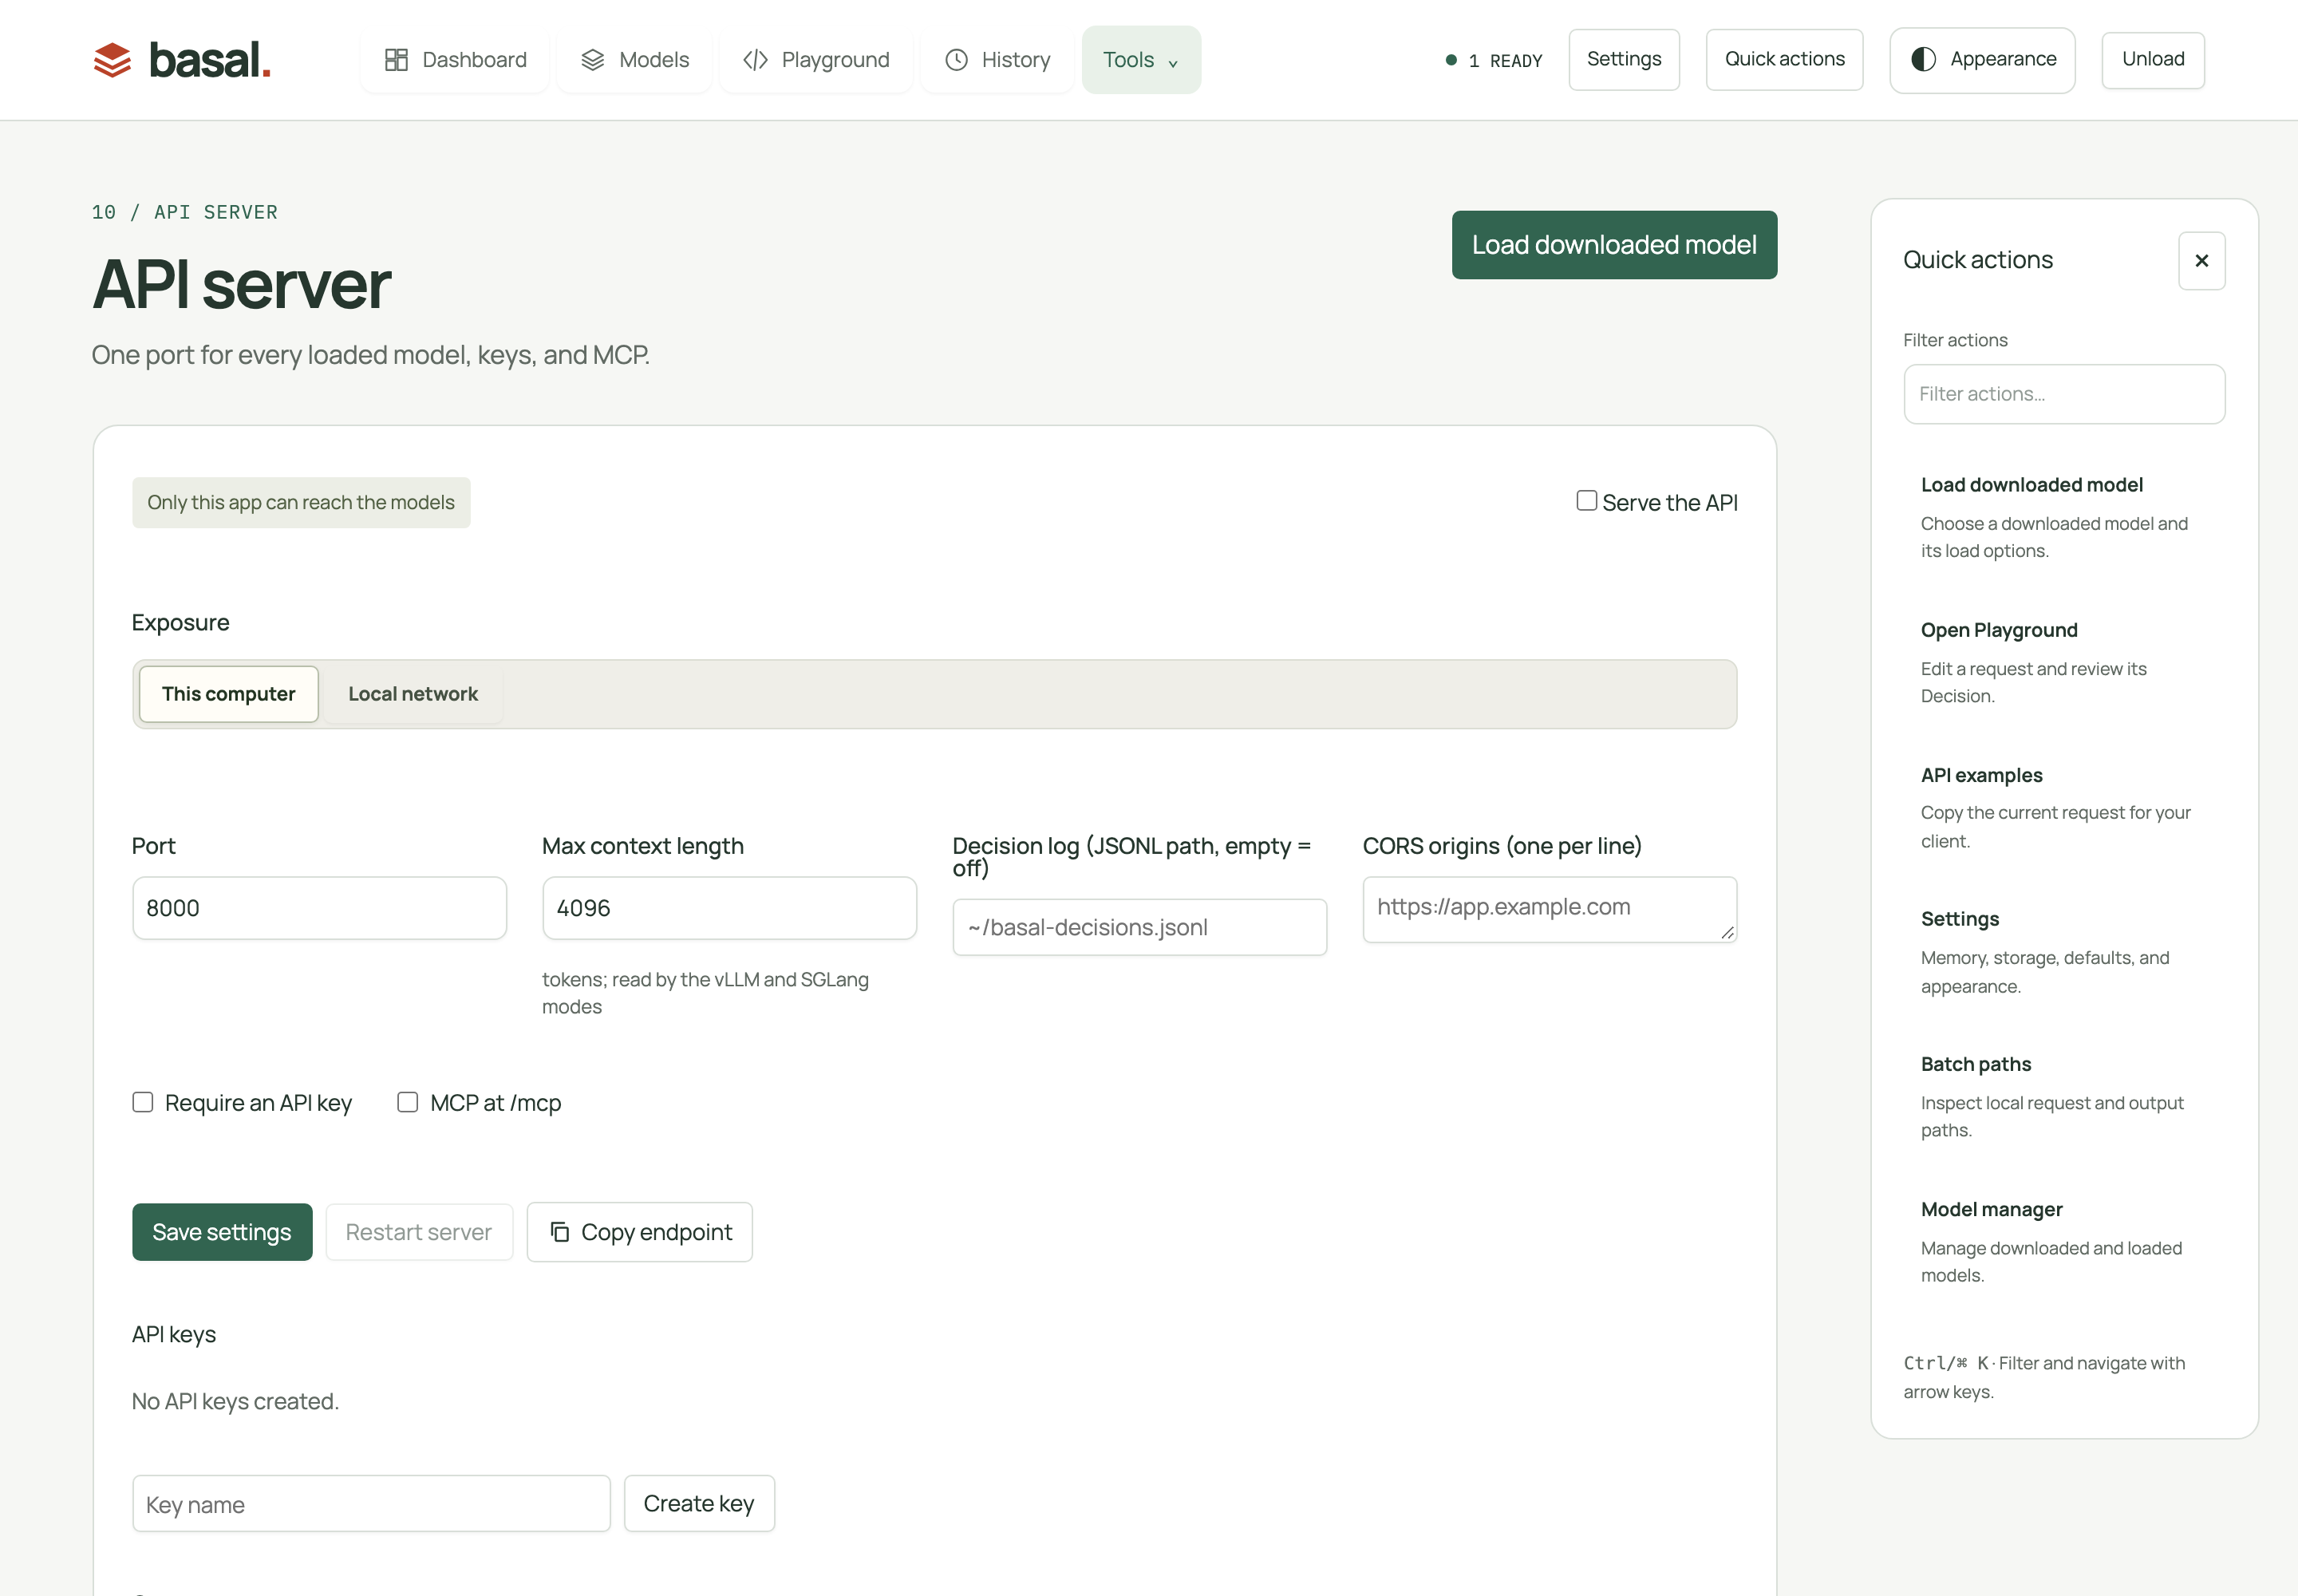 basal.
Dashboard
Models
Playground
History
Tools
1 READY
Settings
Quick actions
Appearance
Unload
10 / API SERVER
API server
One port for every loaded model, keys, and MCP.
Load downloaded model
Only this app can reach the models
Serve the API
Exposure
This computer
Local network
Port
8000
Max context length
4096
tokens; read by the vLLM and SGLang
modes
Decision log (JSONL path, empty =
off)
~/basal-decisions.jsonl
CORS origins (one per line)
https://app.example.com
Require an API key
MCP at /mcp
Save settings
Restart server
Copy endpoint
API keys
No API keys created.
Key name
Create key
Quick actions
Filter actions
Filter actions...
Load downloaded model
Choose a downloaded model and
its load options.
Open Playground
Edit a request and review its
Decision.
API examples
Copy the current request for your
client.
Settings
Memory, storage, defaults, and
appearance.
Batch paths
Inspect local request and output
paths.
Model manager
Manage downloaded and loaded
models.
Ctrl/⌘ K · Filter and navigate with
arrow keys.